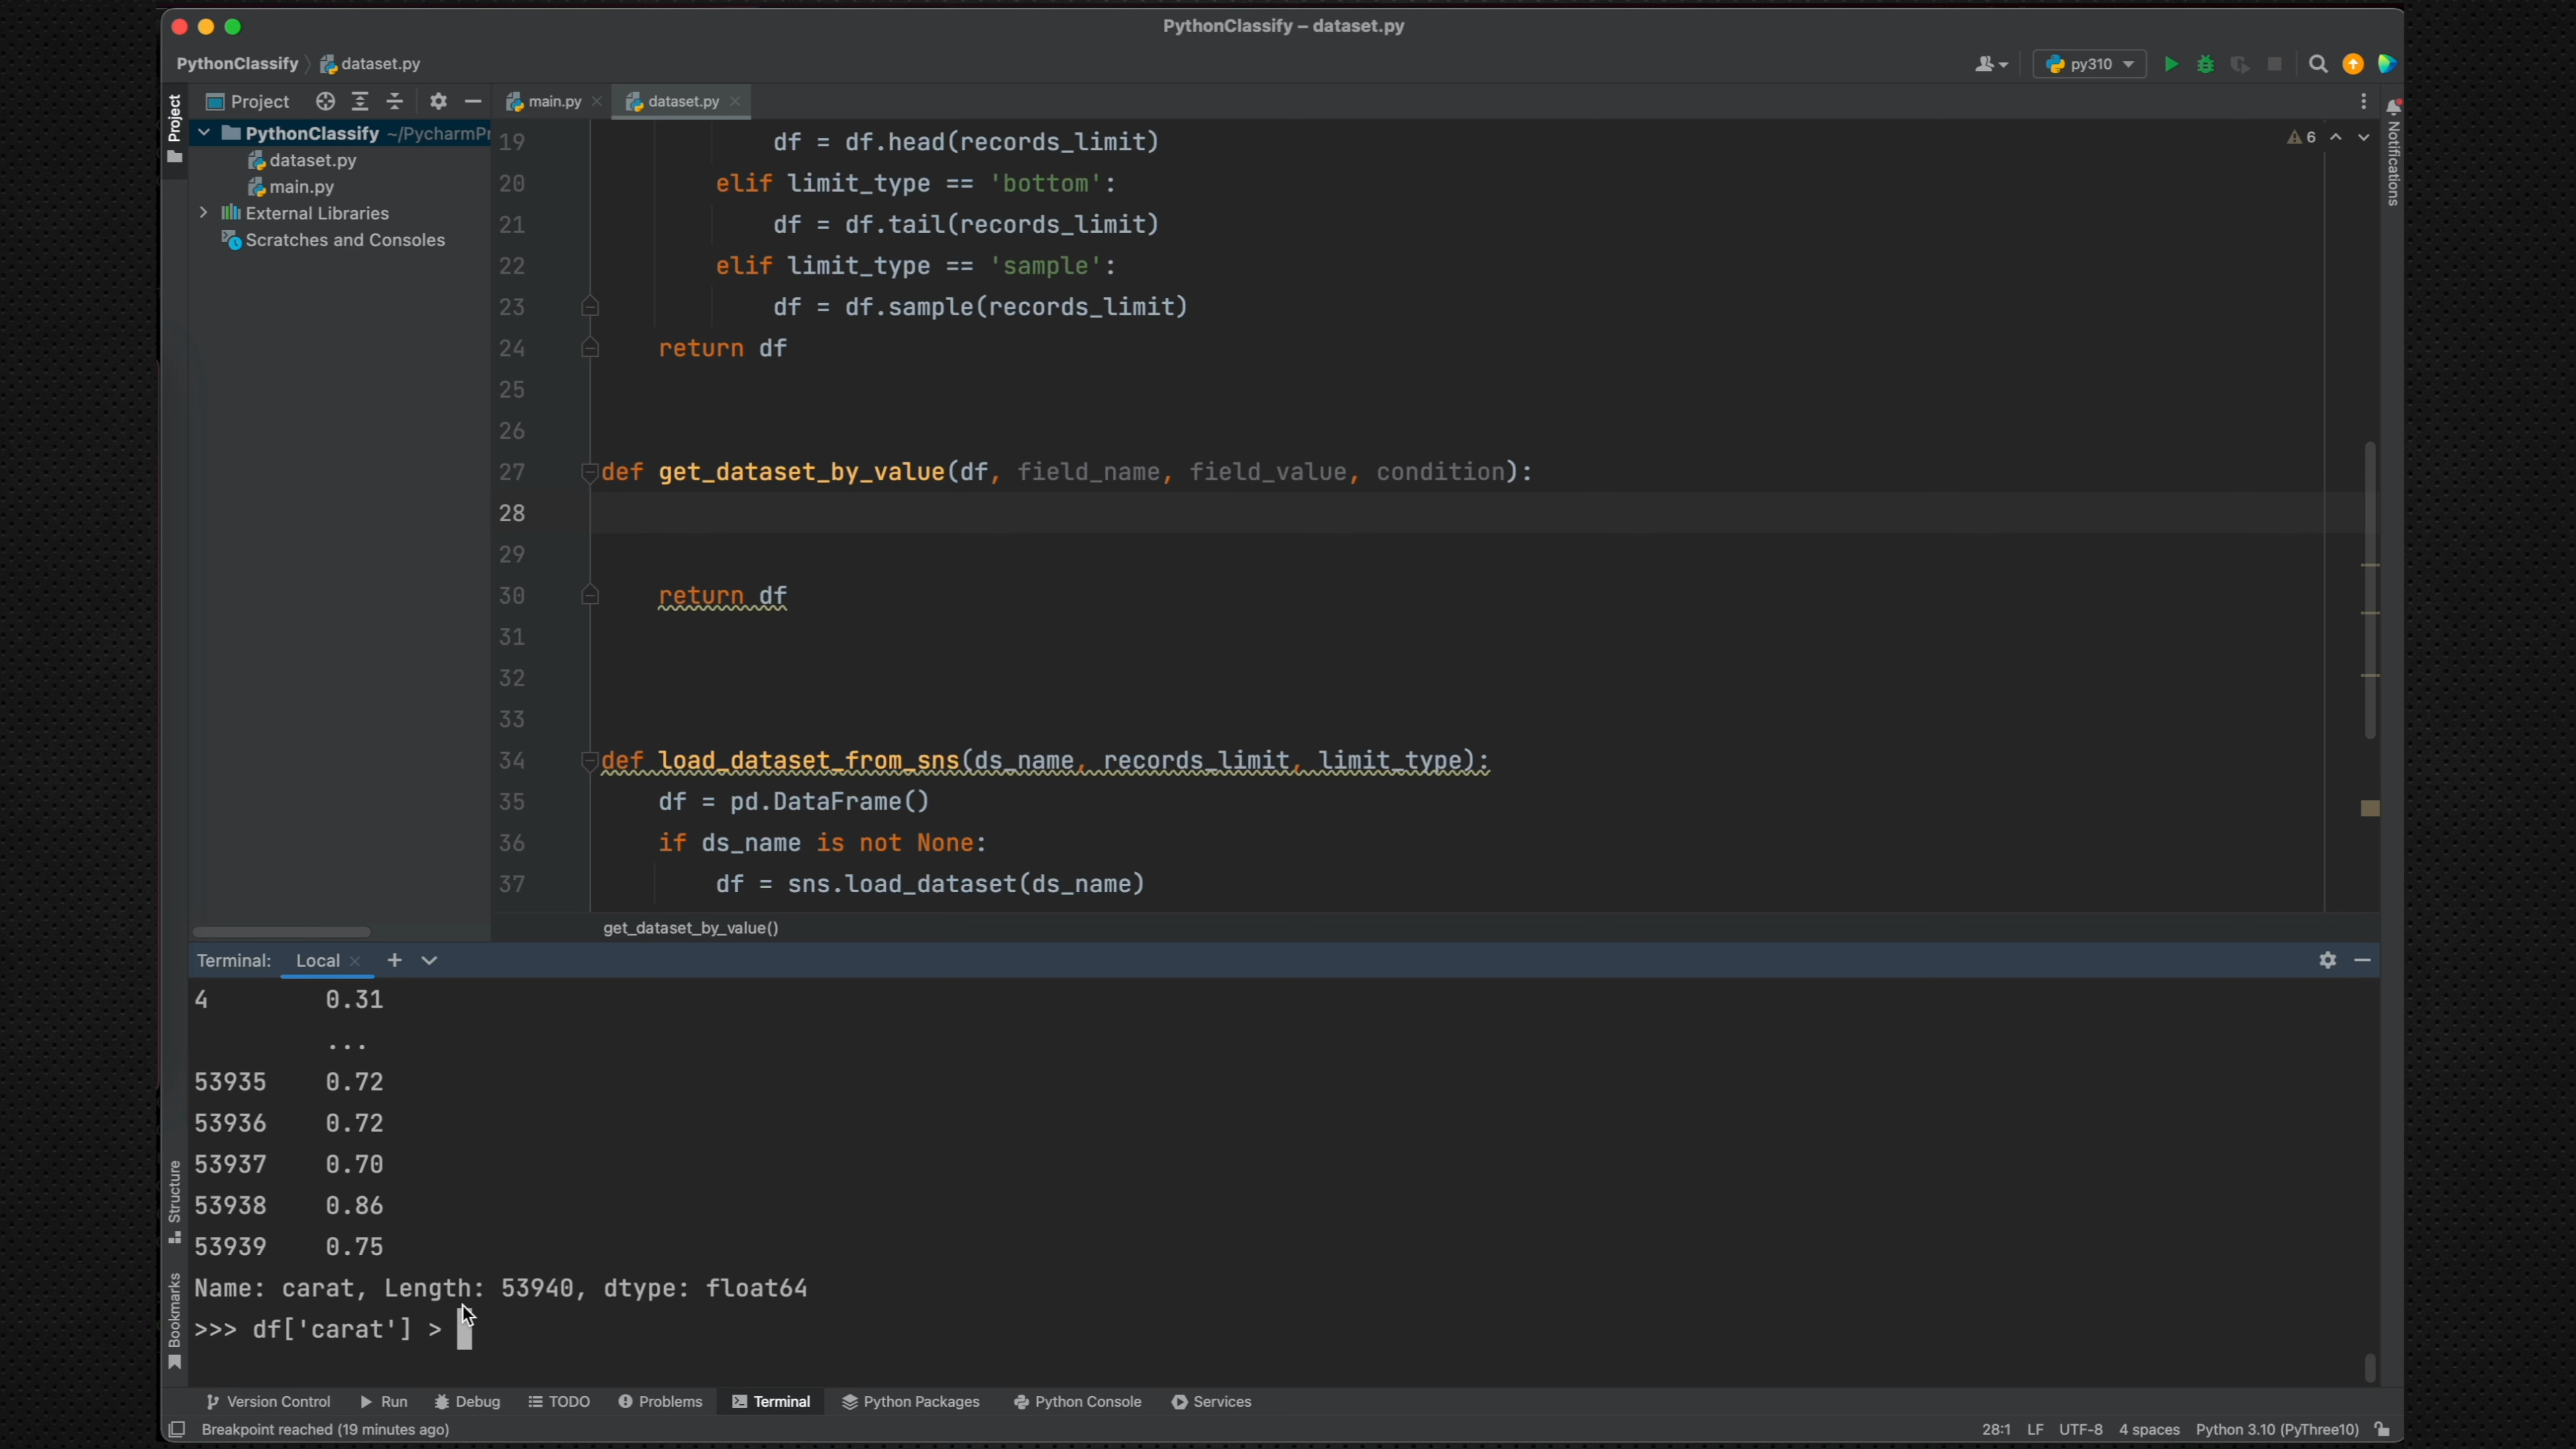 PythonClassify – dataset.py
PythonClassify dataset.py
py310
Project
Project
main.py
dataset.py
PythonClassify ~/PycharmPr
dataset.py
main.py
External Libraries
Scratches and Consoles
6
Notifications
19 df = df.head(records_limit)
20 elif limit_type == 'bottom':
21 df = df.tail(records_limit)
22 elif limit_type == 'sample':
23 df = df.sample(records_limit)
24 return df
25
26
27 def get_dataset_by_value(df, field_name, field_value, condition):
28
29
30 return df
31
32
33
34 def load_dataset_from_sns(ds_name, records_limit, limit_type):
35 df = pd.DataFrame()
36 if ds_name is not None:
37 df = sns.load_dataset(ds_name)
get_dataset_by_value()
Terminal: Local
4 0.31
...
53935 0.72
53936 0.72
53937 0.70
53938 0.86
53939 0.75
Name: carat, Length: 53940, dtype: float64
>>> df['carat'] >
Structure
Bookmarks
Version Control Run Debug TODO Problems Terminal Python Packages Python Console Services
Breakpoint reached (19 minutes ago)
28:1 LF UTF-8 4 spaces Python 3.10 (PyThree10)